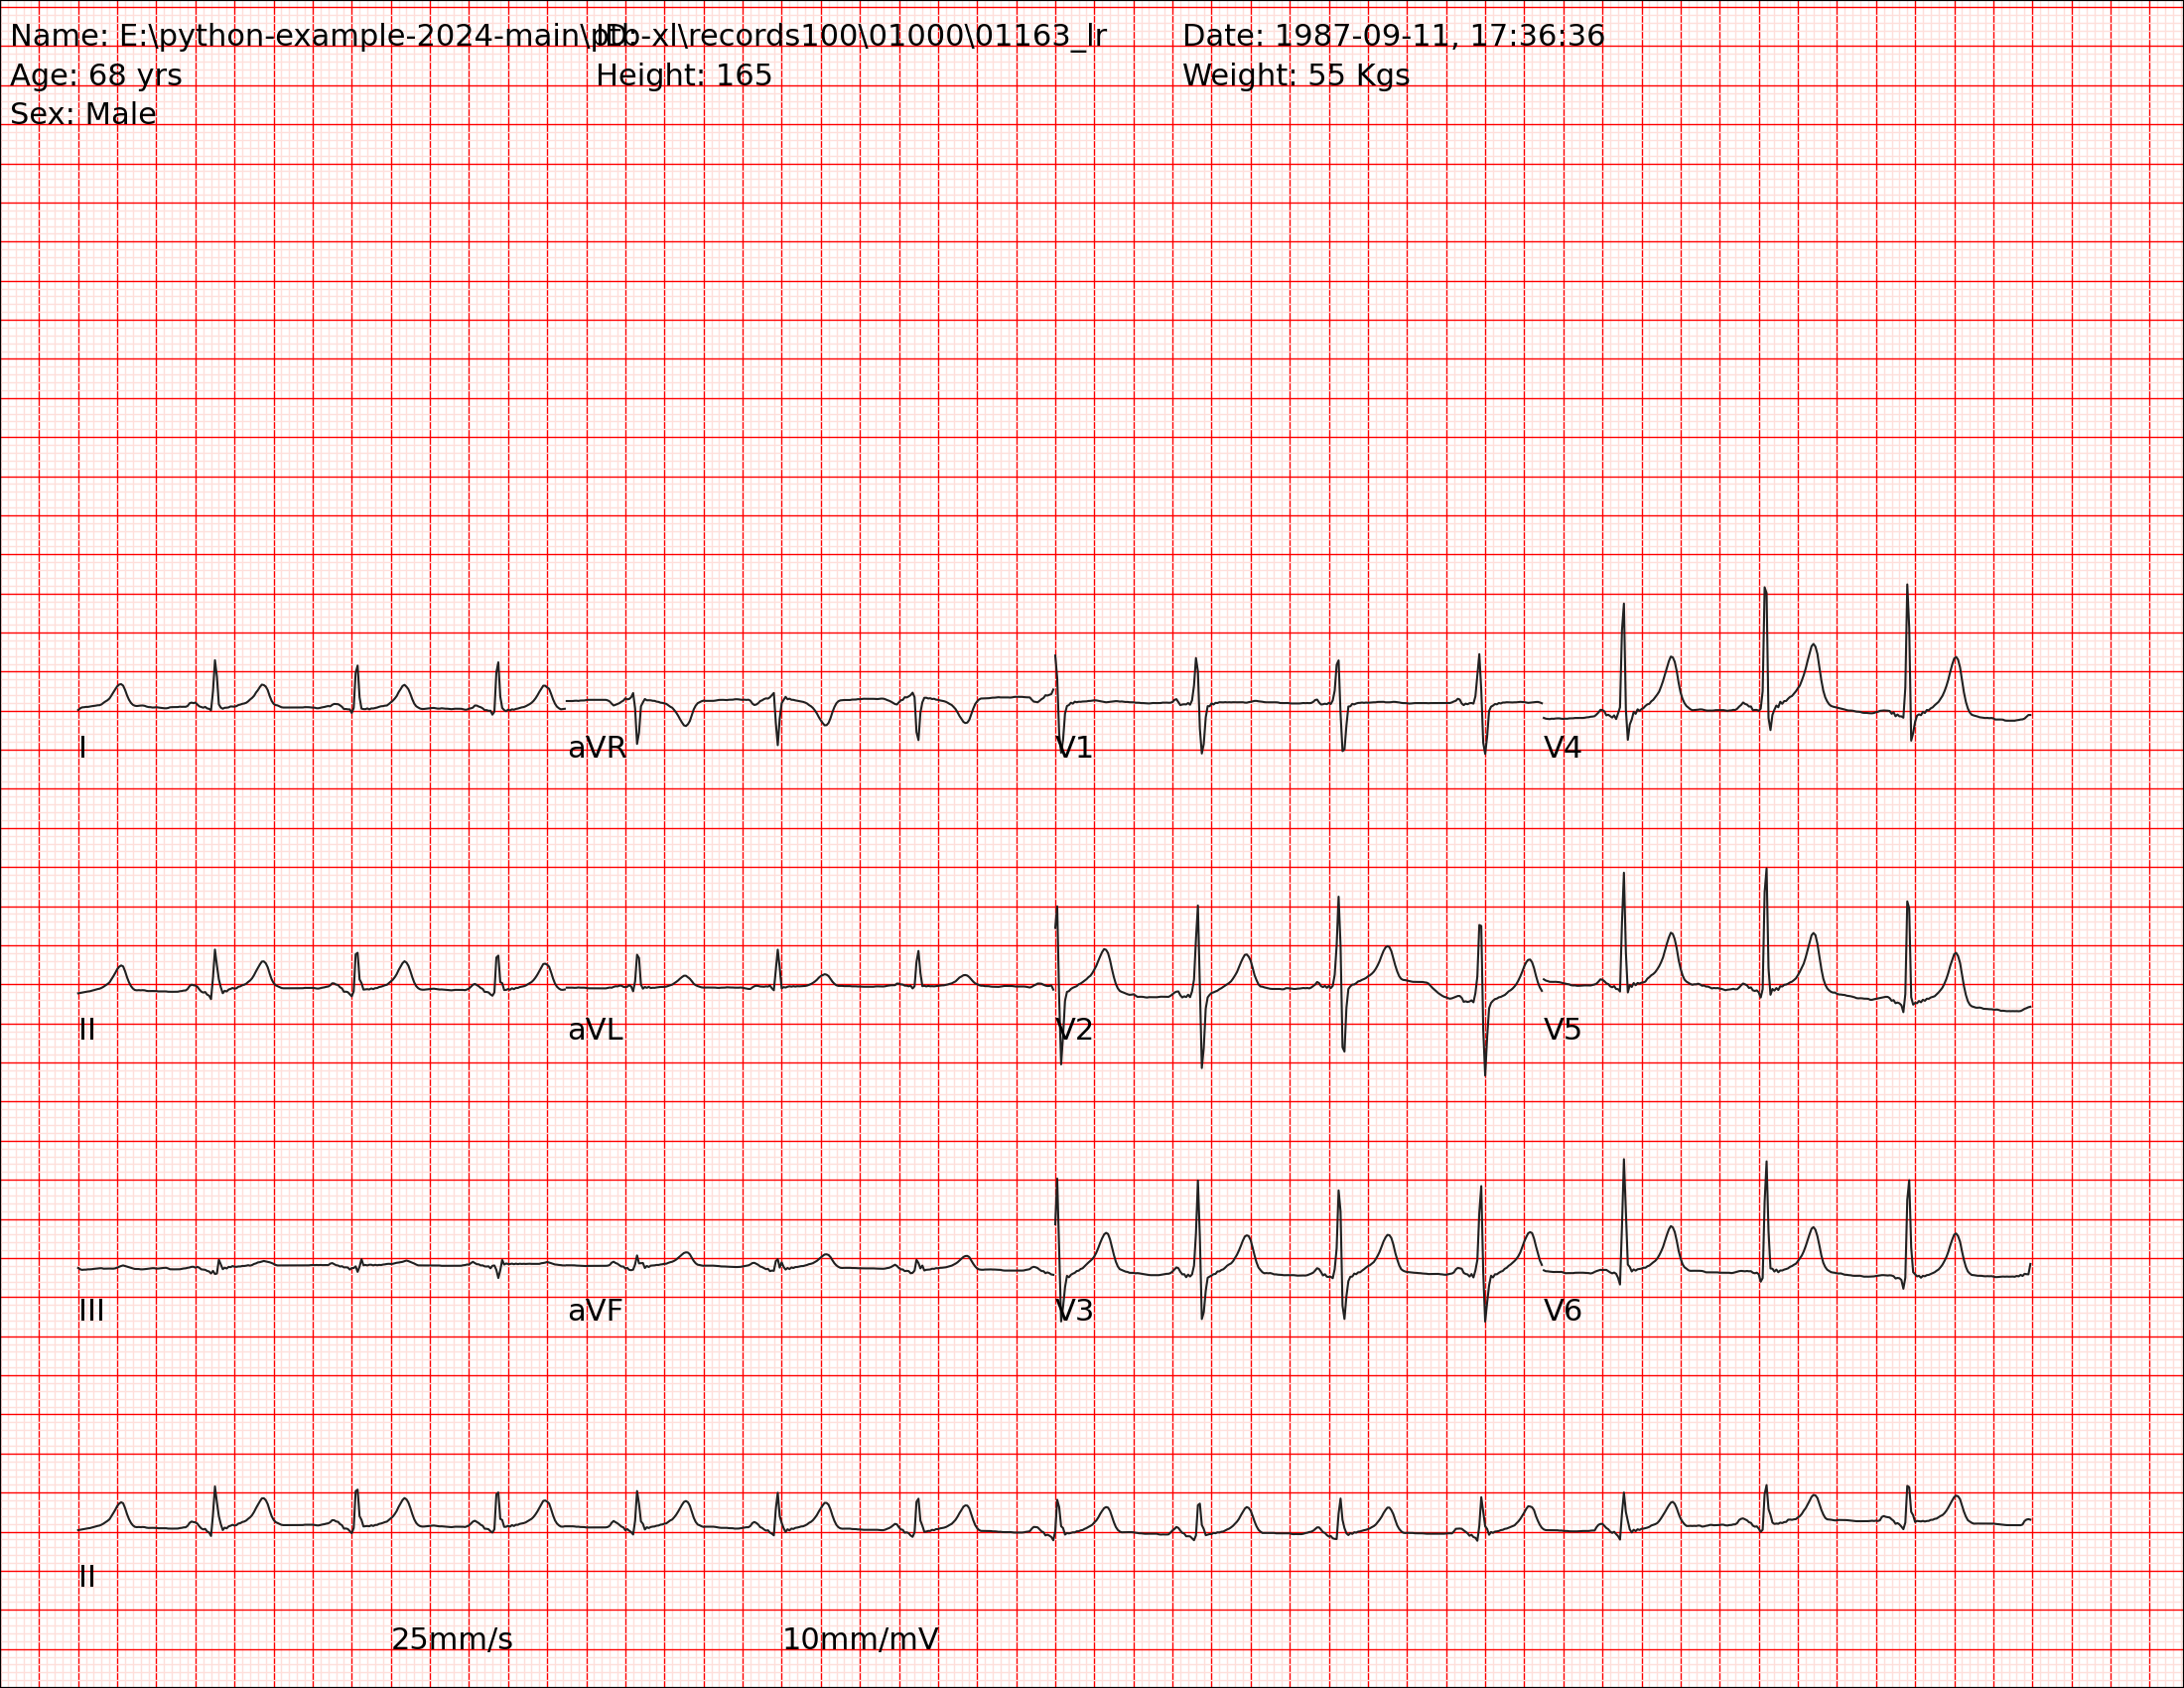 Name: E:\python-example-2024-main\ptb-xl\records100\01000\01163_lr ID: Date: 1987-09-11, 17:36:36
Age: 68 yrs Height: 165 Weight: 55 Kgs
Sex: Male
I aVR V1 V4
II aVL V2 V5
III aVF V3 V6
II
25mm/s 10mm/mV